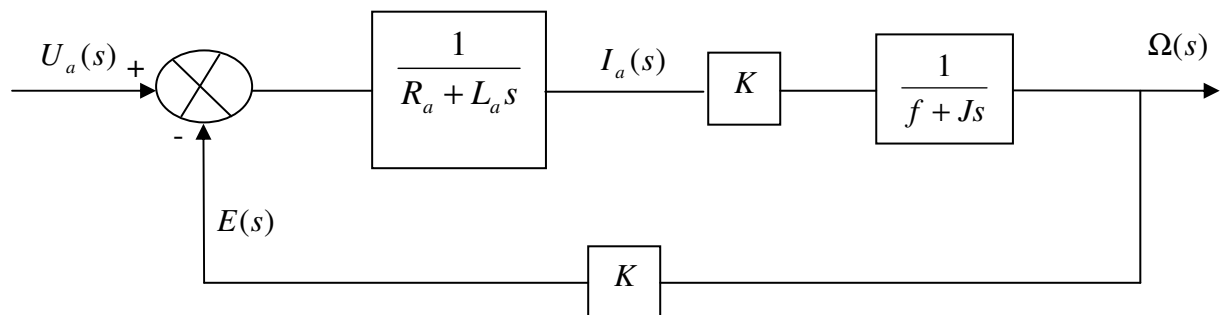 U_a(s)
+
-
1
R_a + L_a s
I_a(s)
K
1
f + Js
Ω(s)
E(s)
K